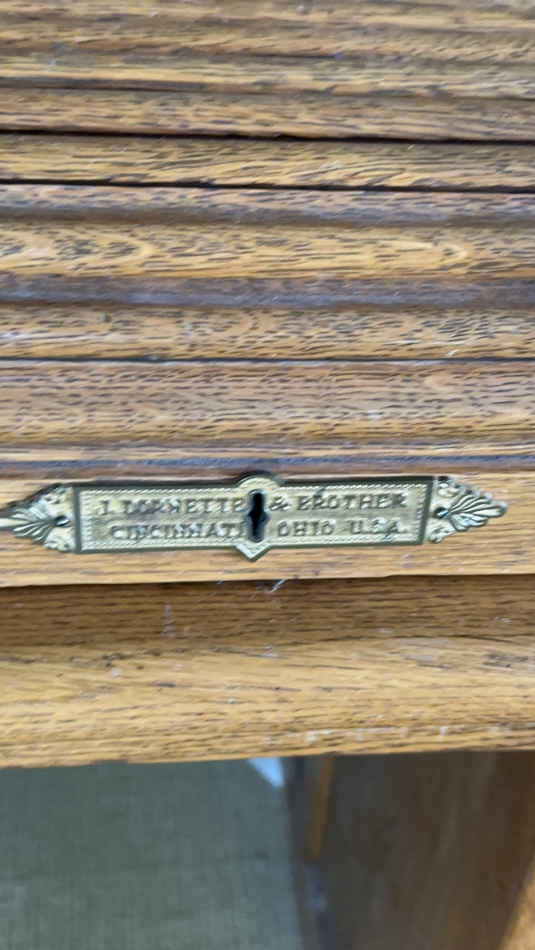 J. DORNETTE & BROTHER
CINCINNATI OHIO U.S.A.